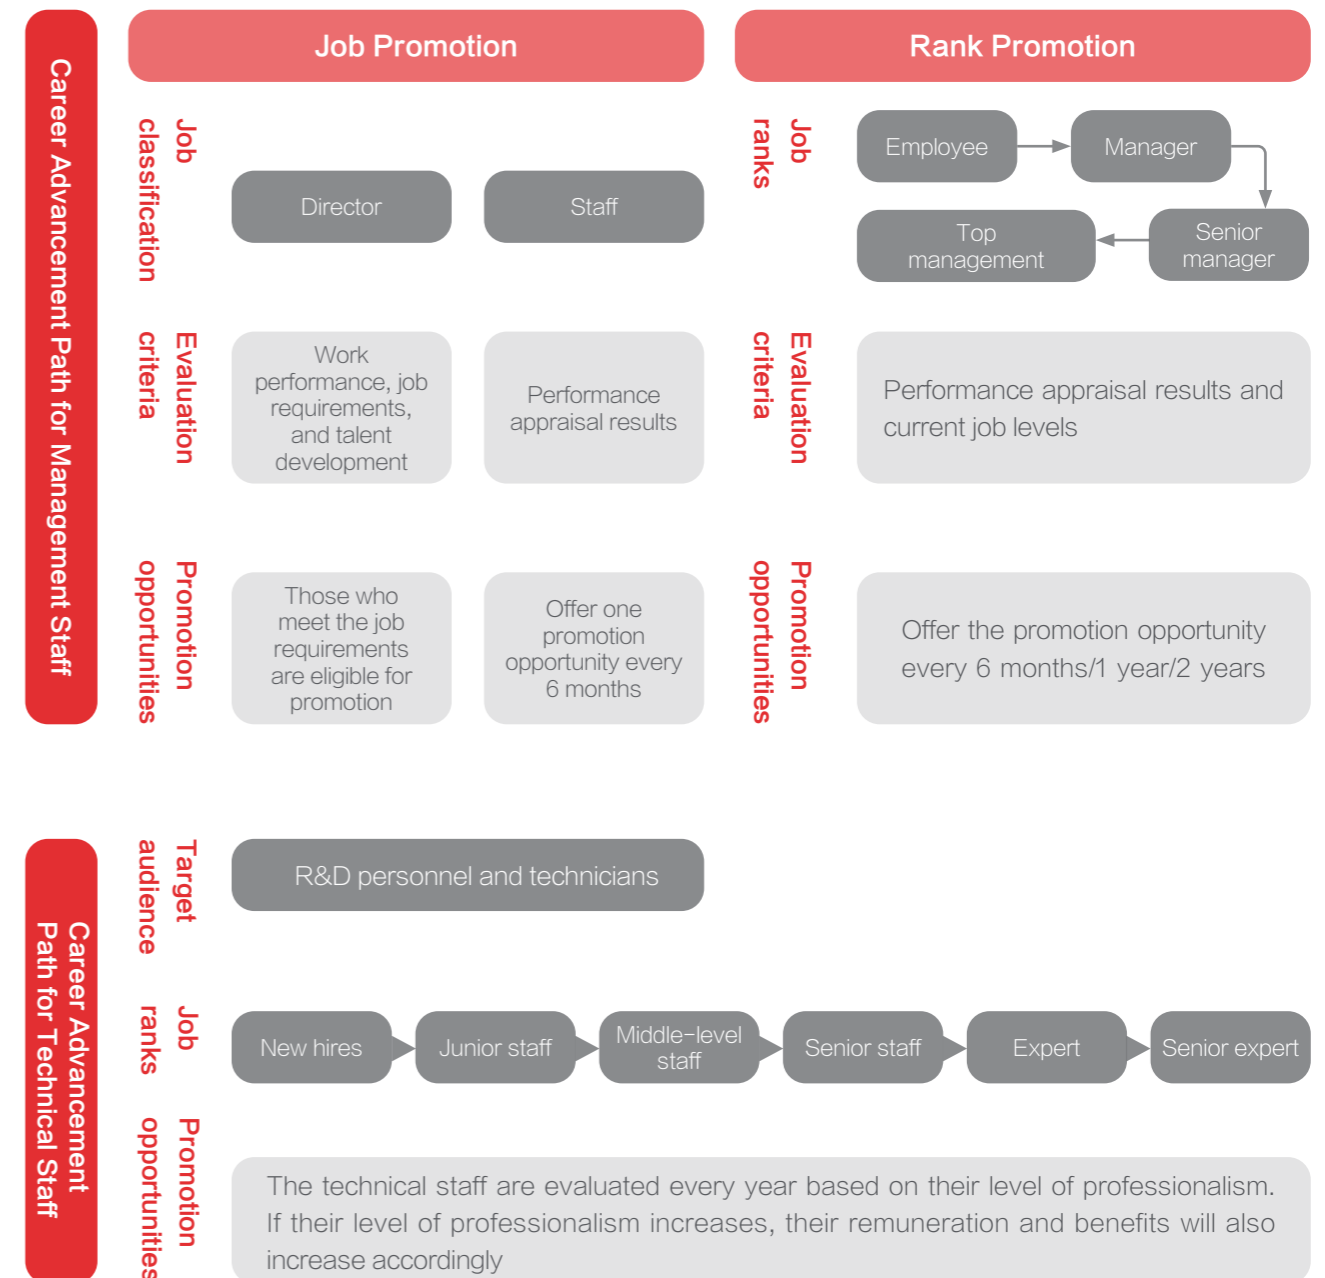 Career Advancement Path for Management Staff
Job Promotion
Job
classification
Director
Staff
Evaluation
criteria
Work
performance, job
requirements,
and talent
development
Performance
appraisal results
Promotion
opportunities
Those who
meet the job
requirements
are eligible for
promotion
Offer one
promotion
opportunity every
6 months
Rank Promotion
Job
ranks
Employee
Manager
Senior
manager
Top
management
Evaluation
criteria
Performance appraisal results and
current job levels
Promotion
opportunities
Offer the promotion opportunity
every 6 months/1 year/2 years
Career Advancement
Path for Technical Staff
Target
audience
R&D personnel and technicians
Job
ranks
New hires
Junior staff
Middle-level
staff
Senior staff
Expert
Senior expert
Promotion
opportunities
The technical staff are evaluated every year based on their level of professionalism.
If their level of professionalism increases, their remuneration and benefits will also
increase accordingly